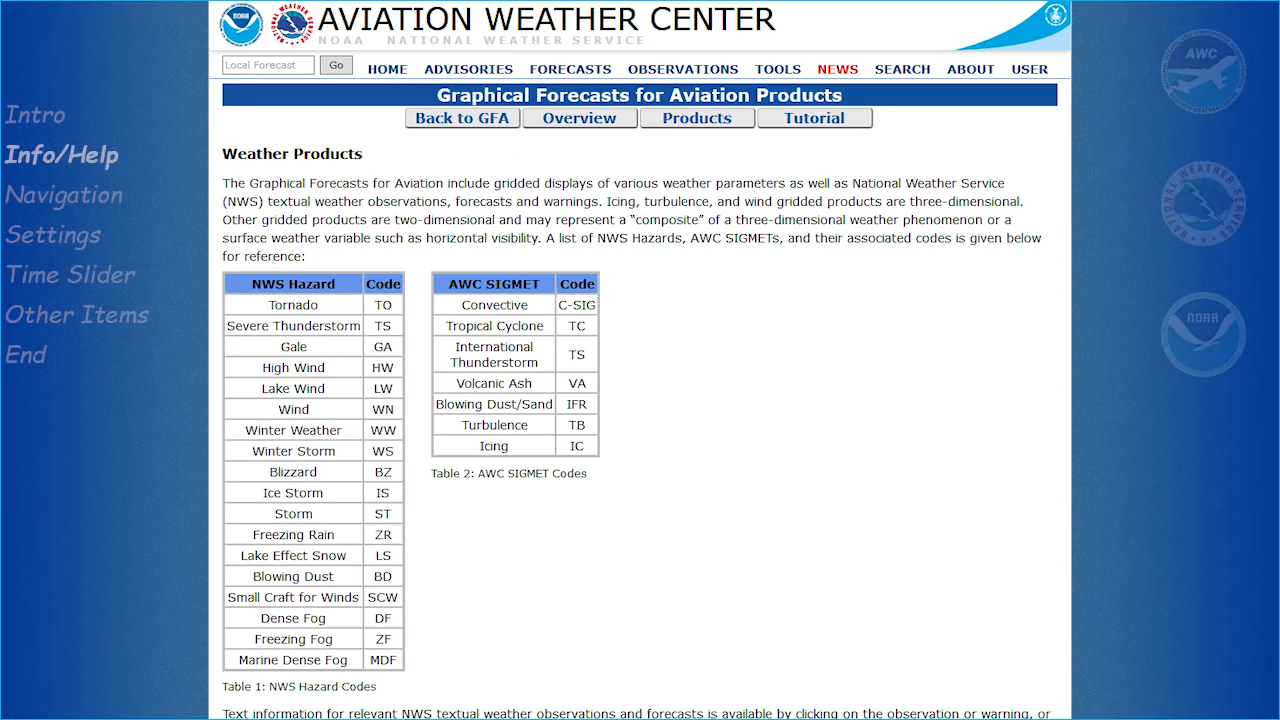 AVIATION WEATHER CENTER
NOAA NATIONAL WEATHER SERVICE
Local Forecast Go HOME ADVISORIES FORECASTS OBSERVATIONS TOOLS NEWS SEARCH ABOUT USER
Graphical Forecasts for Aviation Products
Back to GFA Overview Products Tutorial
Intro
Info/Help
Navigation
Settings
Time Slider
Other Items
End
Weather Products
The Graphical Forecasts for Aviation include gridded displays of various weather parameters as well as National Weather Service
(NWS) textual weather observations, forecasts and warnings. Icing, turbulence, and wind gridded products are three-dimensional.
Other gridded products are two-dimensional and may represent a “composite” of a three-dimensional weather phenomenon or a
surface weather variable such as horizontal visibility. A list of NWS Hazards, AWC SIGMETs, and their associated codes is given below
for reference:
NWS Hazard Code
Tornado TO
Severe Thunderstorm TS
Gale GA
High Wind HW
Lake Wind LW
Wind WN
Winter Weather WW
Winter Storm WS
Blizzard BZ
Ice Storm IS
Storm ST
Freezing Rain ZR
Lake Effect Snow LS
Blowing Dust BD
Small Craft for Winds SCW
Dense Fog DF
Freezing Fog ZF
Marine Dense Fog MDF
Table 1: NWS Hazard Codes
AWC SIGMET Code
Convective C-SIG
Tropical Cyclone TC
International
Thunderstorm TS
Volcanic Ash VA
Blowing Dust/Sand IFR
Turbulence TB
Icing IC
Table 2: AWC SIGMET Codes
Text information for relevant NWS textual weather observations and forecasts is available by clicking on the observation or warning, or
AWC
NOAA